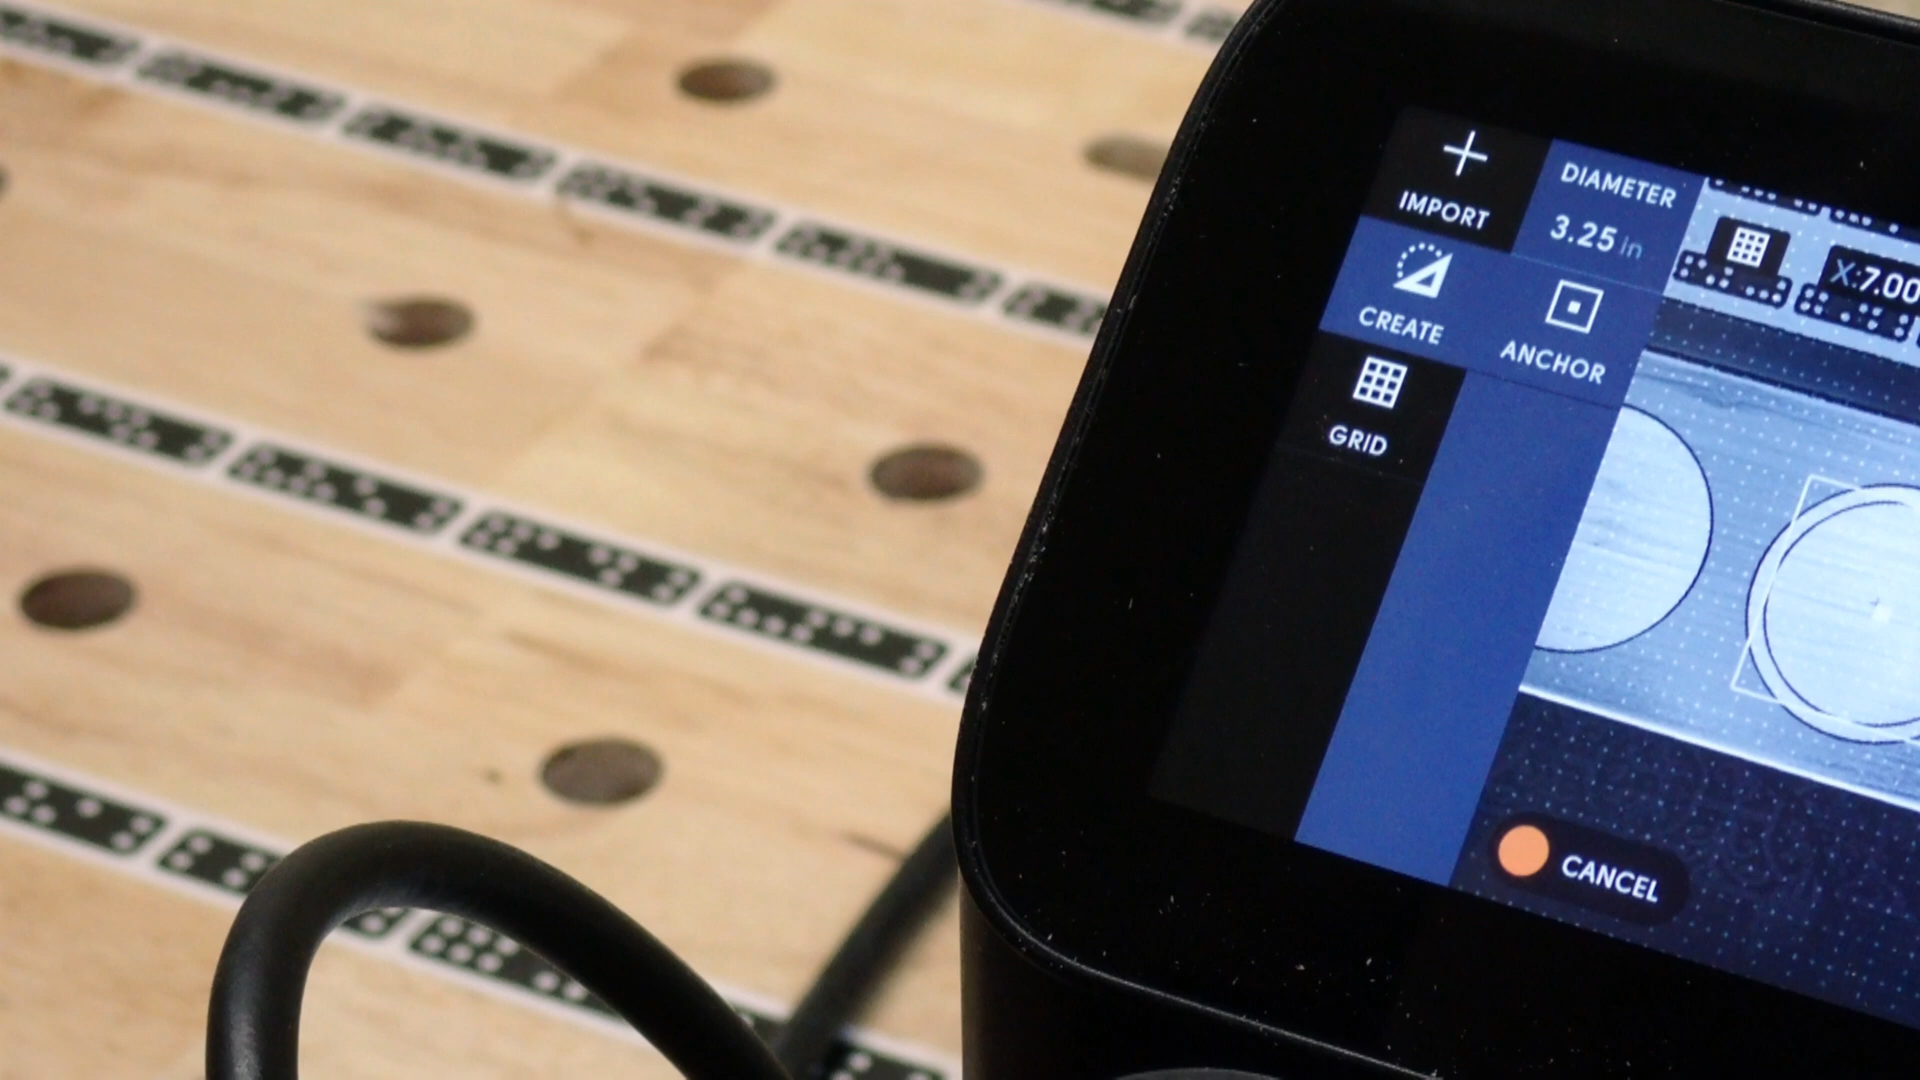 IMPORT
DIAMETER
3.25 in
X:7.00
CREATE
ANCHOR
GRID
CANCEL